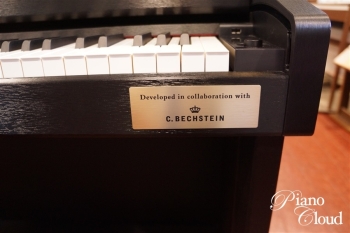 Developed in collaboration with
C. BECHSTEIN
Piano
Cloud